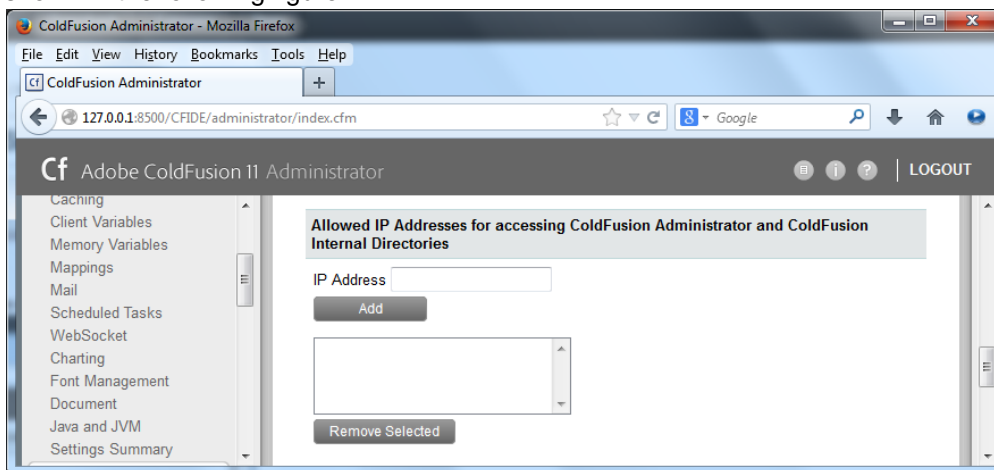 ColdFusion Administrator - Mozilla Firefox
File Edit View History Bookmarks Tools Help
Cf ColdFusion Administrator +
127.0.0.1:8500/CFIDE/administrator/index.cfm
8 Google
Cf Adobe ColdFusion 11 Administrator
LOGOUT
Caching
Client Variables
Memory Variables
Mappings
Mail
Scheduled Tasks
WebSocket
Charting
Font Management
Document
Java and JVM
Settings Summary
Allowed IP Addresses for accessing ColdFusion Administrator and ColdFusion
Internal Directories
IP Address
Add
Remove Selected